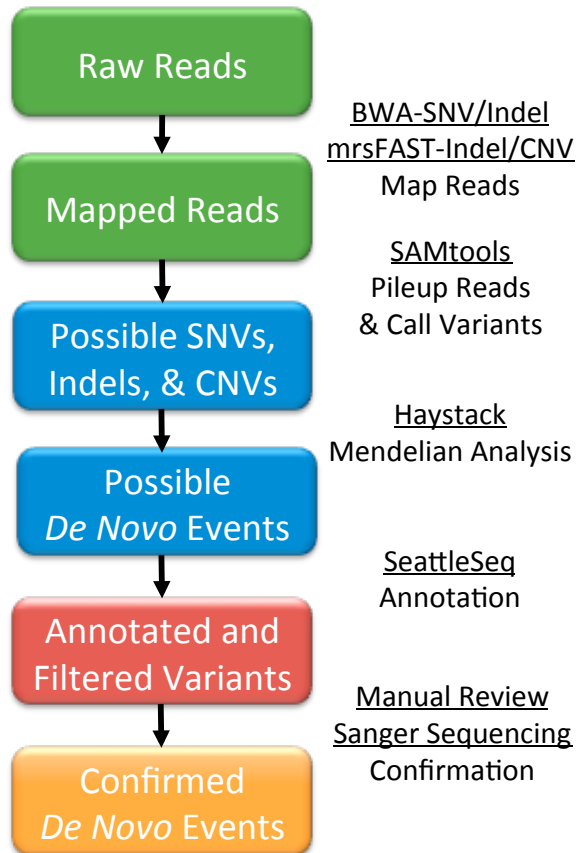 Raw Reads
BWA-SNV/Indel
mrsFAST-Indel/CNV
Map Reads
Mapped Reads
SAMtools
Pileup Reads
& Call Variants
Possible SNVs,
Indels, & CNVs
Haystack
Mendelian Analysis
Possible
De Novo Events
SeattleSeq
Annotation
Annotated and
Filtered Variants
Manual Review
Sanger Sequencing
Confirmation
Confirmed
De Novo Events